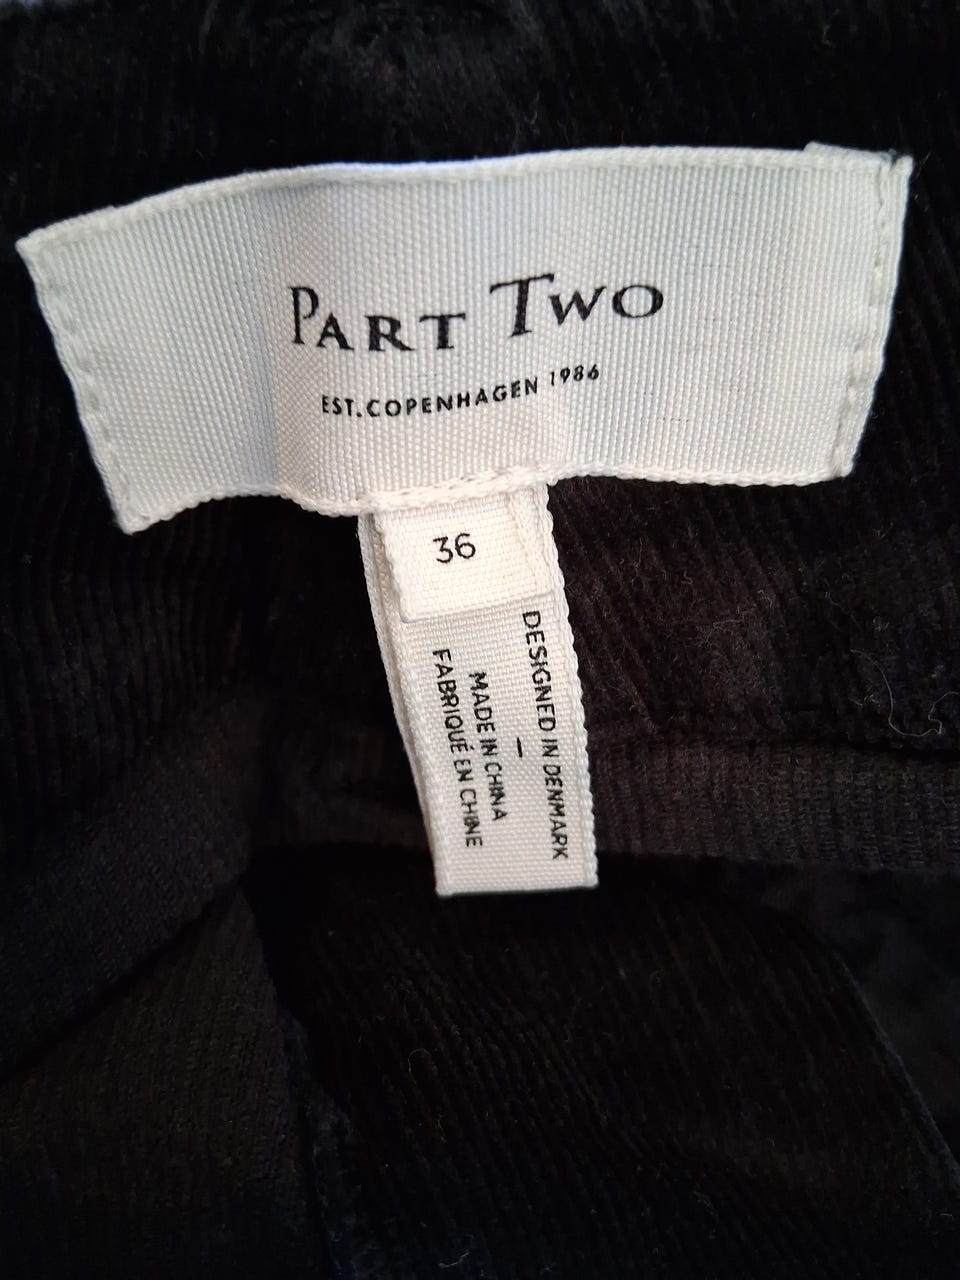 PART TWO
EST. COPENHAGEN 1986
36
DESIGNED IN DENMARK
-
MADE IN CHINA
FABRIQUÉ EN CHINE